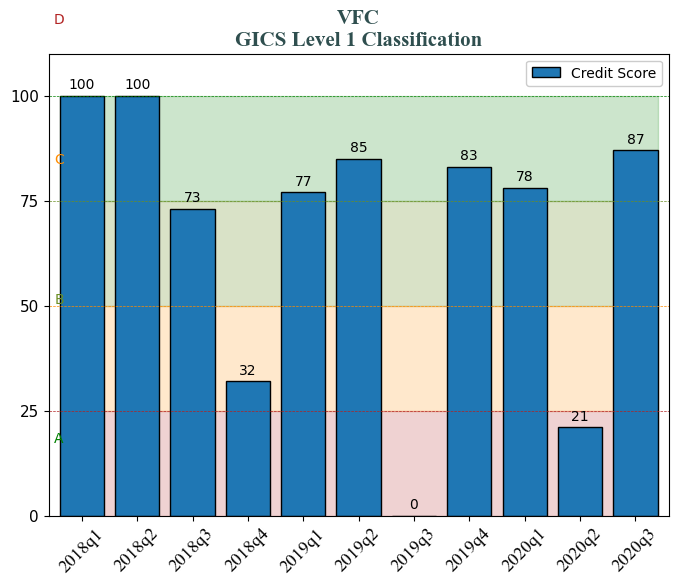 D
VFC
GICS Level 1 Classification
Credit Score
100
75
50
25
0
C
B
A
100
100
73
32
77
85
0
83
78
21
87
2018q1
2018q2
2018q3
2018q4
2019q1
2019q2
2019q3
2019q4
2020q1
2020q2
2020q3